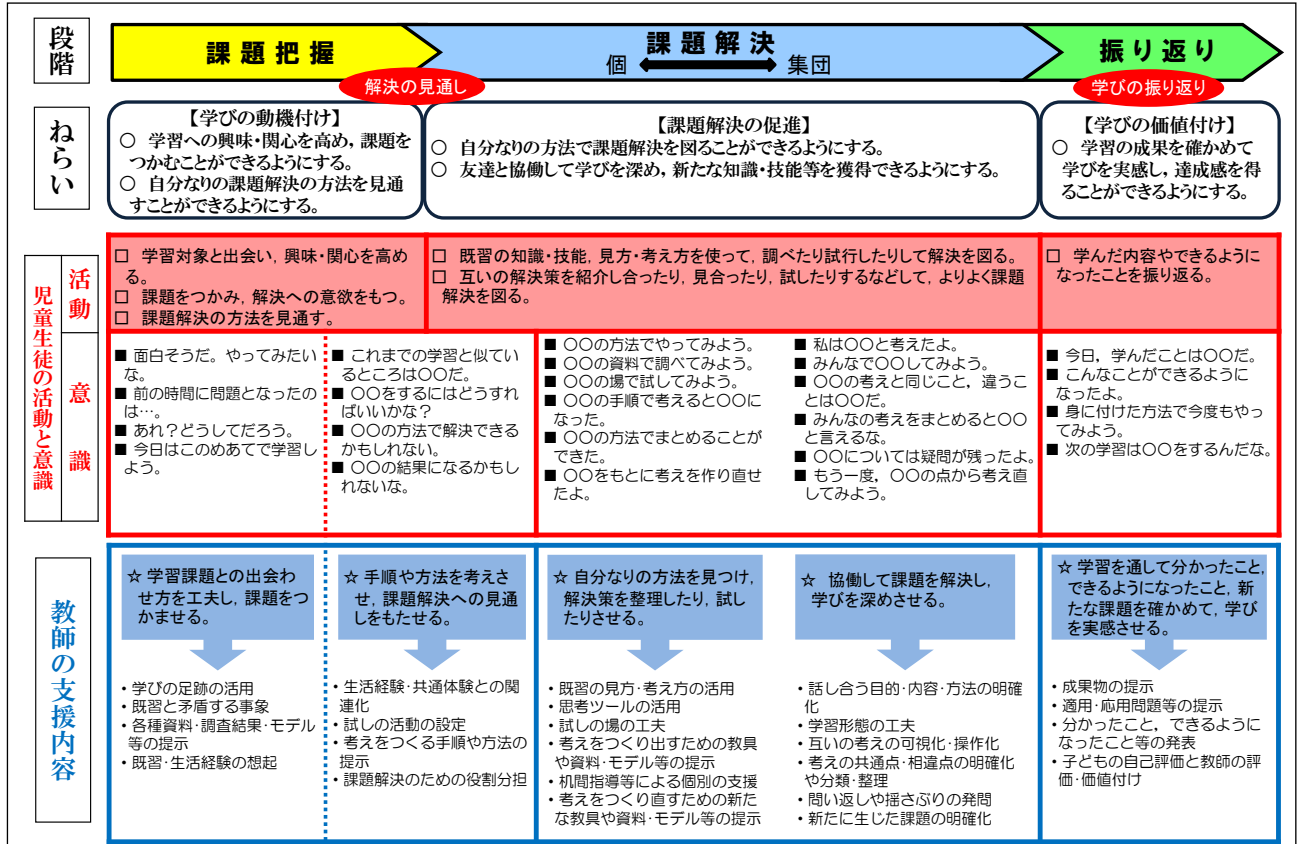 段階
課題把握
課題解決
個 集団
振り返り
解決の見通し
学びの振り返り
ねらい
【学びの動機付け】
○ 学習への興味・関心を高め，課題を
つかむことができるようにする。
○ 自分なりの課題解決の方法を見通
すことができるようにする。
【課題解決の促進】
○ 自分なりの方法で課題解決を図ることができるようにする。
○ 友達と協働して学びを深め，新たな知識・技能等を獲得できるようにする。
【学びの価値付け】
○ 学習の成果を確かめて
学びを実感し，達成感を得
ることができるようにする。
児童生徒の活動と意識
活動
□ 学習対象と出会い，興味・関心を高め
る。
□ 課題をつかみ，解決への意欲をもつ。
□ 課題解決の方法を見通す。
□ 既習の知識・技能，見方・考え方を使って，調べたり試行したりして解決を図る。
□ 互いの解決策を紹介し合ったり，見合ったり，試したりするなどして，よりよく課題
解決を図る。
□ 学んだ内容やできるように
なったことを振り返る。
意識
■ 面白そうだ。やってみたい
な。
■ 前の時間に問題となったの
は…。
■ あれ？どうしてだろう。
■ 今日はこのめあてで学習し
よう。
■ これまでの学習と似てい
るところは〇〇だ。
■ 〇〇をするにはどうすれ
ばいいかな？
■ 〇〇の方法で解決できる
かもしれない。
■ 〇〇の結果になるかもし
れないな。
■ 〇〇の方法でやってみよう。
■ 〇〇の資料で調べてみよう。
■ 〇〇の場で試してみよう。
■ 〇〇の手順で考えると〇〇に
なった。
■ 〇〇の方法でまとめることが
できた。
■ 〇〇をもとに考えを作り直せ
たよ。
■ 私は〇〇と考えたよ。
■ みんなで〇〇してみよう。
■ 〇〇の考えと同じこと，違うこ
とは〇〇だ。
■ みんなの考えをまとめると〇〇
と言えるな。
■ 〇〇については疑問が残ったよ。
■ もう一度，〇〇の点から考え直
してみよう。
■ 今日，学んだことは〇〇だ。
■ こんなことができるように
なったよ。
■ 身に付けた方法で今度もやっ
てみよう。
■ 次の学習は〇〇をするんだな。
教師の支援内容
☆ 学習課題との出会わ
せ方を工夫し，課題をつ
かませる。
・学びの足跡の活用
・既習と矛盾する事象
・各種資料・調査結果・モデル
等の提示
・既習・生活経験の想起
☆ 手順や方法を考えさ
せ，課題解決への見通
しをもたせる。
・生活経験・共通体験との関
連化
・試しの活動の設定
・考えをつくる手順や方法の
提示
・課題解決のための役割分担
☆ 自分なりの方法を見つけ，
解決策を整理したり，試し
たりさせる。
・既習の見方・考え方の活用
・思考ツールの活用
・試しの場の工夫
・考えをつくり出すための教具
や資料・モデル等の提示
・机間指導等による個別の支援
・考えをつくり直すための新た
な教具や資料・モデル等の提示
☆ 協働して課題を解決し，
学びを深めさせる。
・話し合う目的・内容・方法の明確
化
・学習形態の工夫
・互いの考えの可視化・操作化
・考えの共通点・相違点の明確化
や分類・整理
・問い返しや揺さぶりの発問
・新たに生じた課題の明確化
☆ 学習を通して分かったこと，
できるようになったこと，新
たな課題を確かめて，学び
を実感させる。
・成果物の提示
・適用・応用問題等の提示
・分かったこと，できるように
なったこと等の発表
・子どもの自己評価と教師の評
価・価値付け